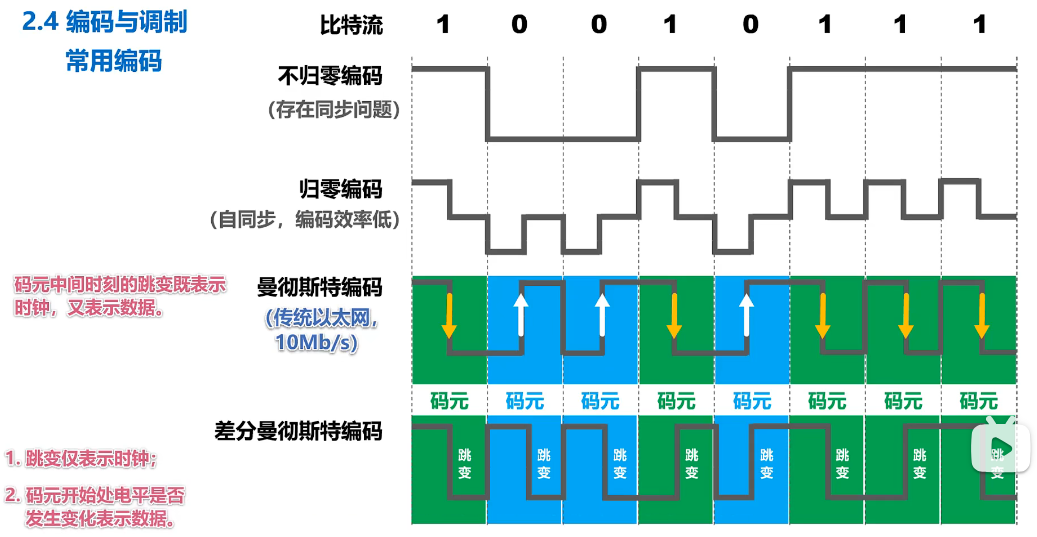 2.4 编码与调制
常用编码
比特流 1 0 0 1 0 1 1 1
不归零编码
（存在同步问题）
归零编码
（自同步，编码效率低）
码元中间时刻的跳变既表示
时钟，又表示数据。
曼彻斯特编码
（传统以太网，
10Mb/s）
码元 码元 码元 码元 码元 码元 码元 码元
差分曼彻斯特编码
跳变 跳变 跳变 跳变 跳变 跳变 跳变 跳变
1. 跳变仅表示时钟；
2. 码元开始处电平是否
发生变化表示数据。